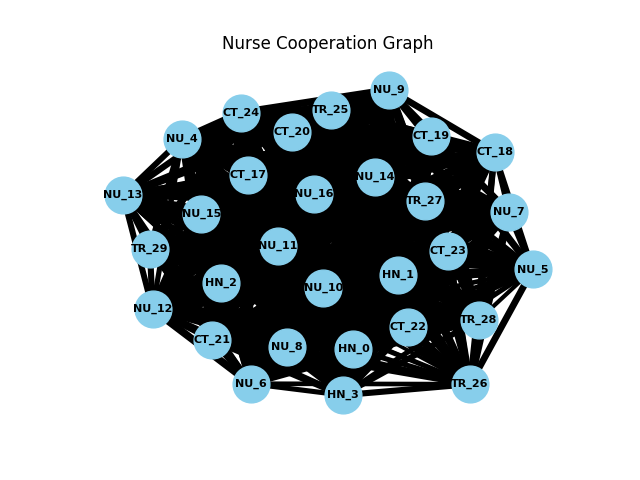 Nurse Cooperation Graph
NU_9
CT_24
TR_25
CT_20
CT_19
NU_4
CT_18
CT_17
NU_14
NU_16
NU_13
TR_27
NU_15
NU_7
NU_11
TR_29
CT_23
NU_5
HN_1
HN_2
NU_10
NU_12
TR_28
CT_22
CT_21
NU_8
HN_0
NU_6
TR_26
HN_3